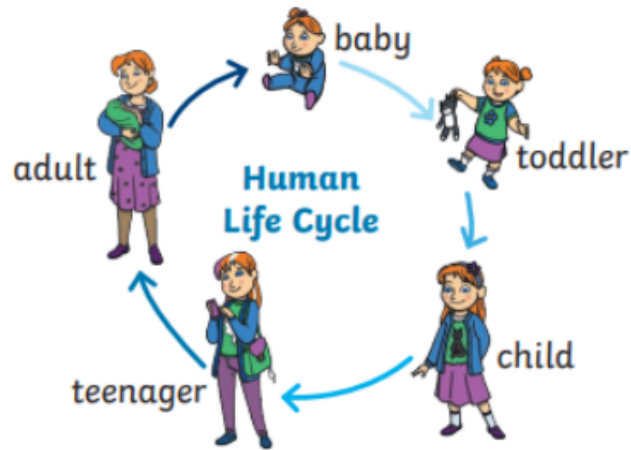 baby
toddler
child
teenager
adult
Human
Life Cycle